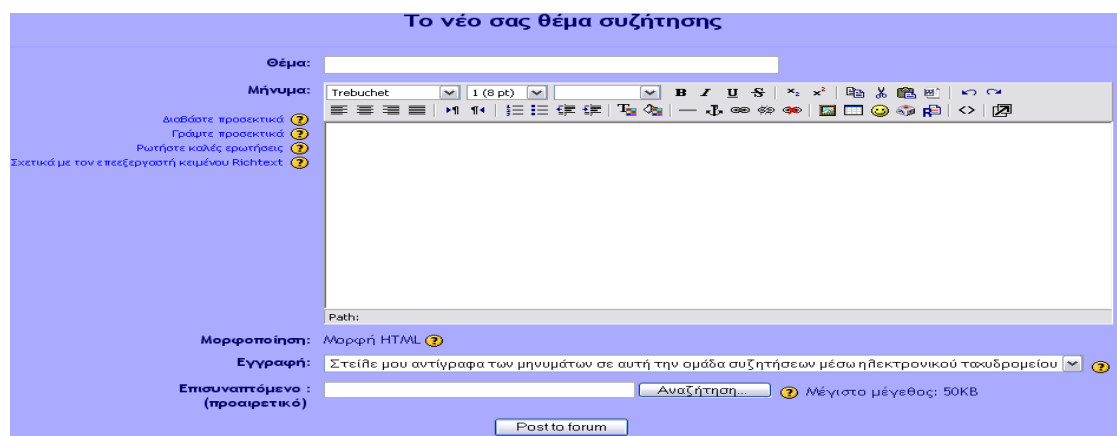 Το νέο σας θέμα συζήτησης
Θέμα:
Μήνυμα:
Trebuchet 1 (8 pt) B I U S x₂ x²
Διαβάστε προσεκτικά ?
Γράψτε προσεκτικά ?
Ρωτήστε καλές ερωτήσεις ?
Σχετικά με τον επεξεργαστή κειμένου Richtext ?
Path:
Μορφοποίηση: Μορφή HTML ?
Εγγραφή: Στείλε μου αντίγραφα των μηνυμάτων σε αυτή την ομάδα συζητήσεων μέσω ηλεκτρονικού ταχυδρομείου ?
Επισυναπτόμενο :
(προαιρετικό) Αναζήτηση... ? Μέγιστο μέγεθος: 50KB
Post to forum